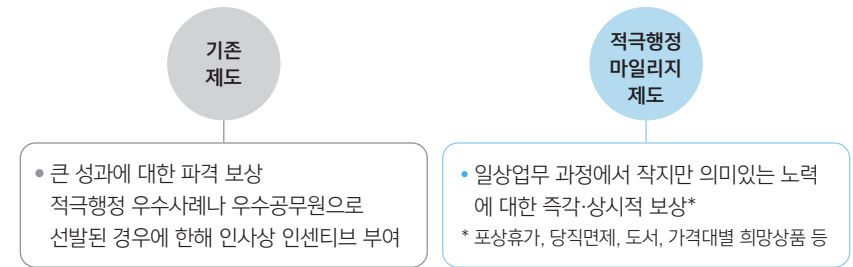 기존
제도
적극행정
마일리지
제도
• 큰 성과에 대한 파격 보상
적극행정 우수사례나 우수공무원으로
선발된 경우에 한해 인사상 인센티브 부여
• 일상업무 과정에서 작지만 의미있는 노력
에 대한 즉각·상시적 보상*
* 포상휴가, 당직면제, 도서, 가격대별 희망상품 등